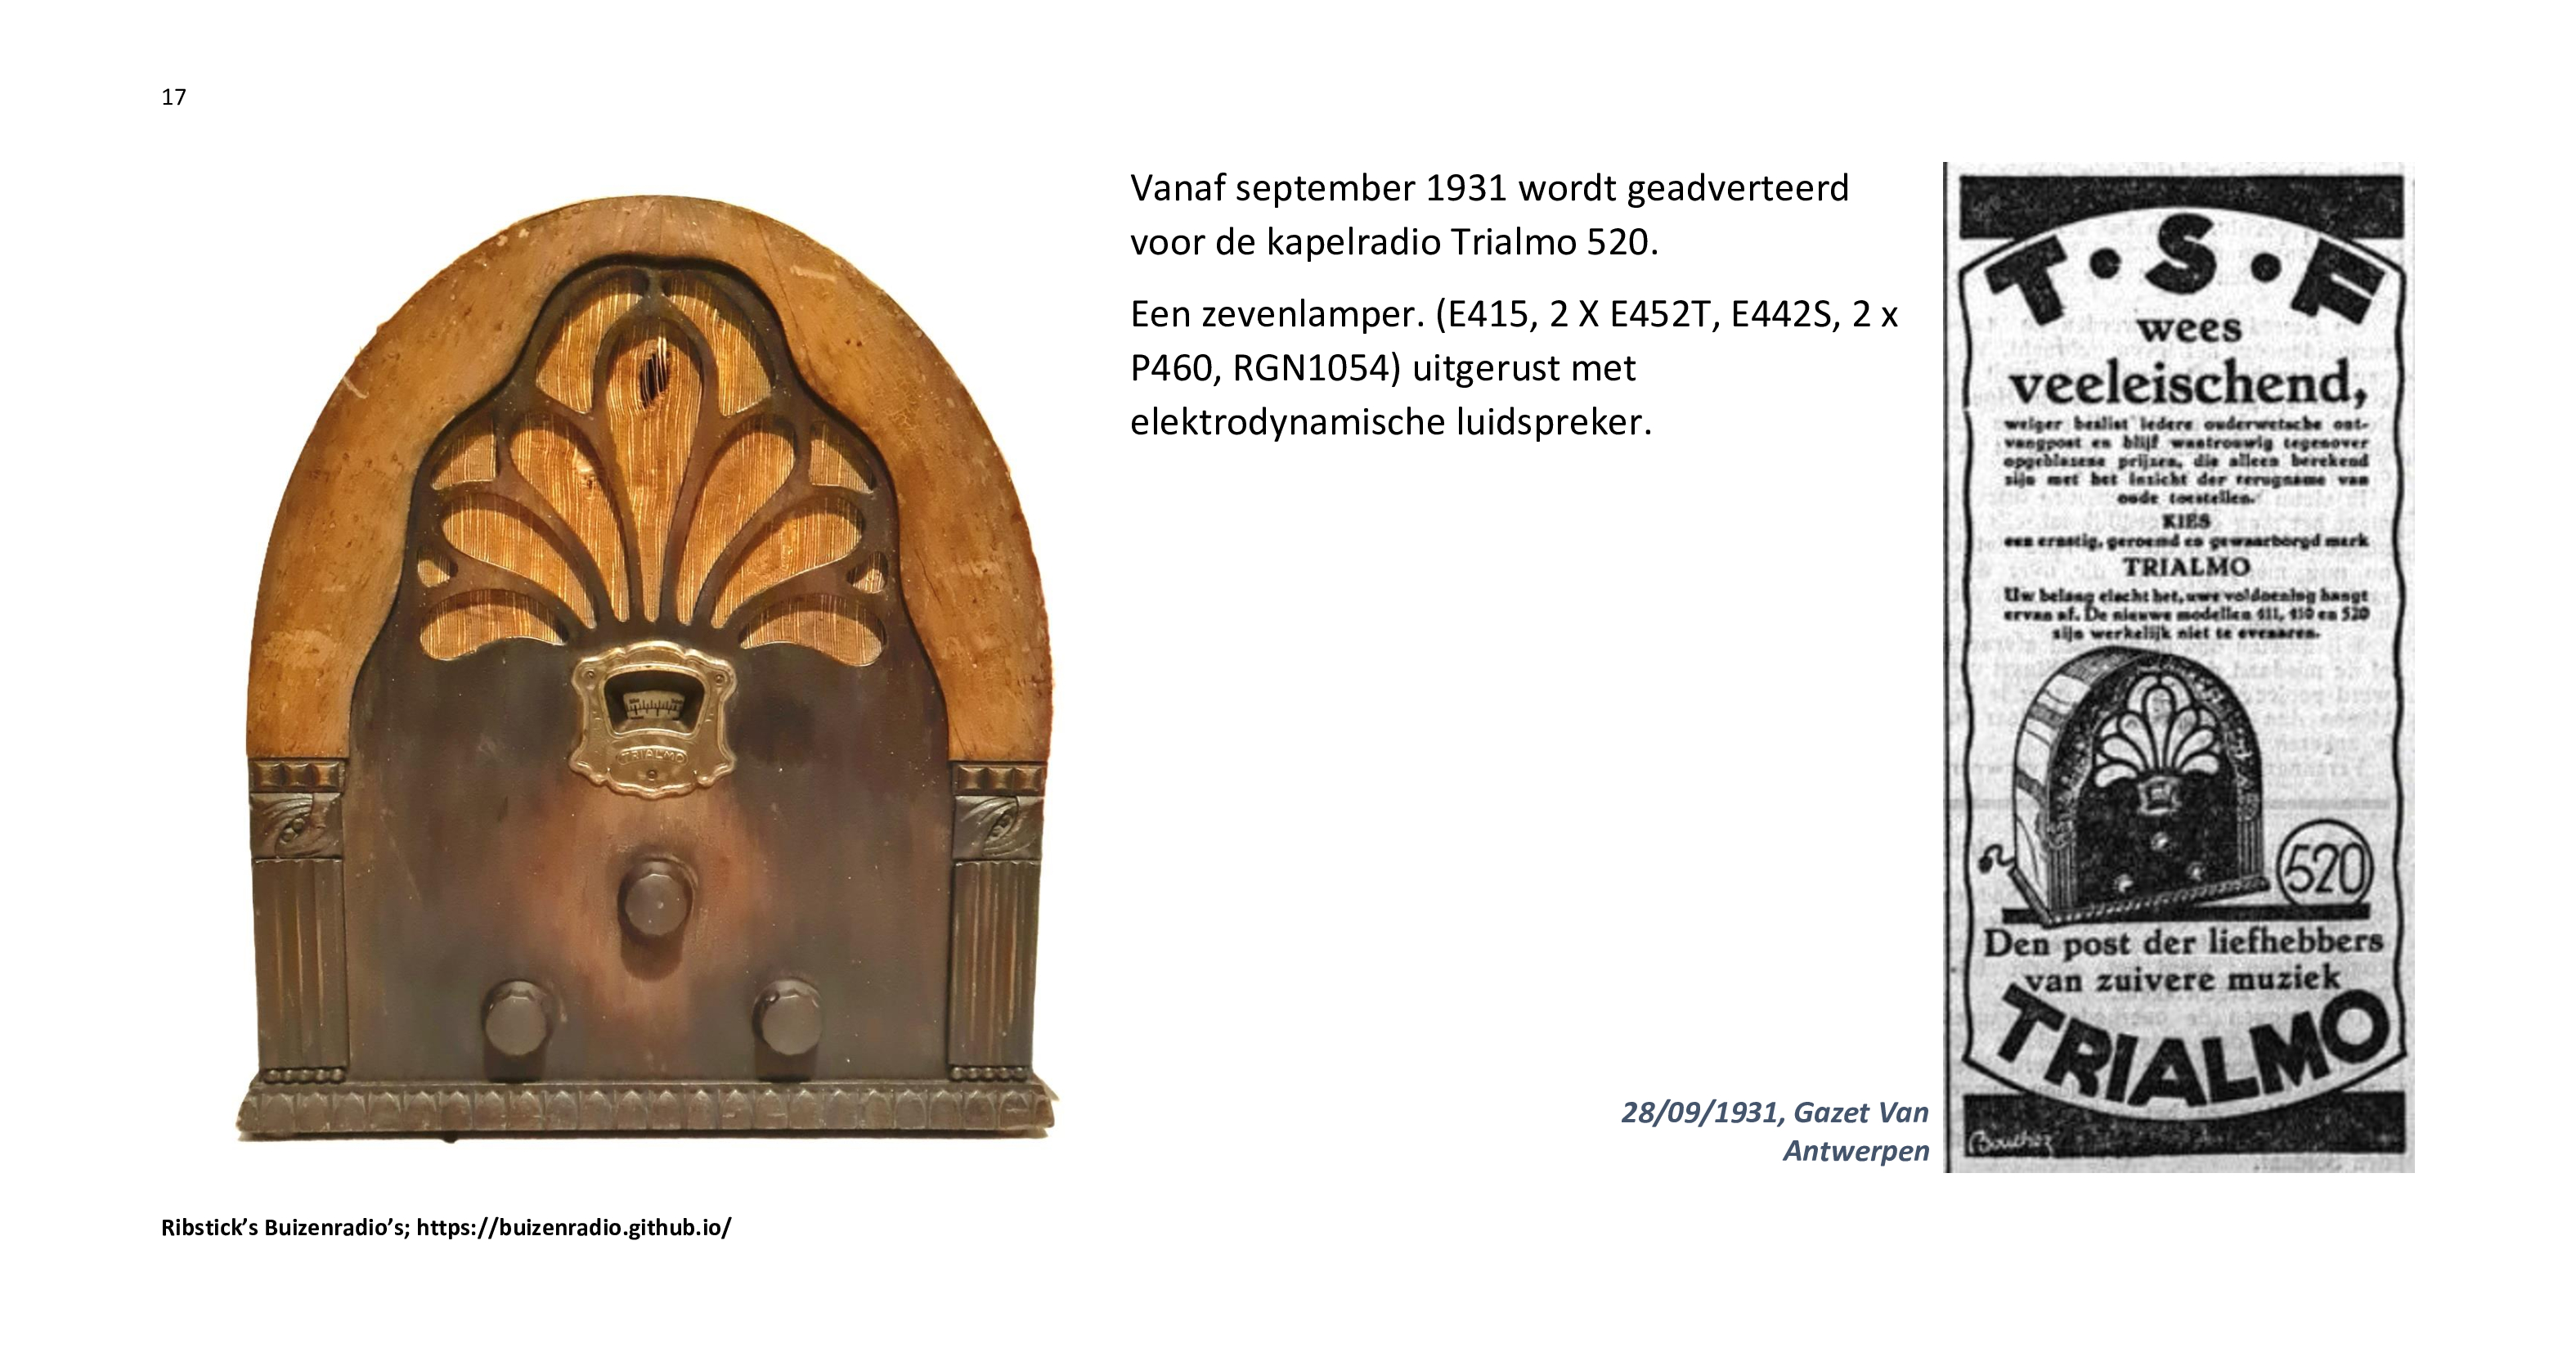 17
Vanaf september 1931 wordt geadverteerd
voor de kapelradio Trialmo 520.
Een zevenlamper. (E415, 2 X E452T, E442S, 2 x
P460, RGN1054) uitgerust met
elektrodynamische luidspreker.
TRIALMO
T·S·F
wees
veeleischend,
weiger beslist iedere ouderwetsche ont-
vangpost en blijf wantrouwig tegenover
opgeblazene prijzen, die alleen berekend
zijn met het inzicht der terugname van
oude toestellen.
KIES
een ernstig, geroemd en gewaarborgd merk
TRIALMO
Uw belang eischt het, uwe voldoening hangt
ervan af. De nieuwe modellen 411, 410 en 520
zijn werkelijk niet te evenaren.
520
Den post der liefhebbers
van zuivere muziek
TRIALMO
28/09/1931, Gazet Van
Antwerpen
Ribstick’s Buizenradio’s; https://buizenradio.github.io/